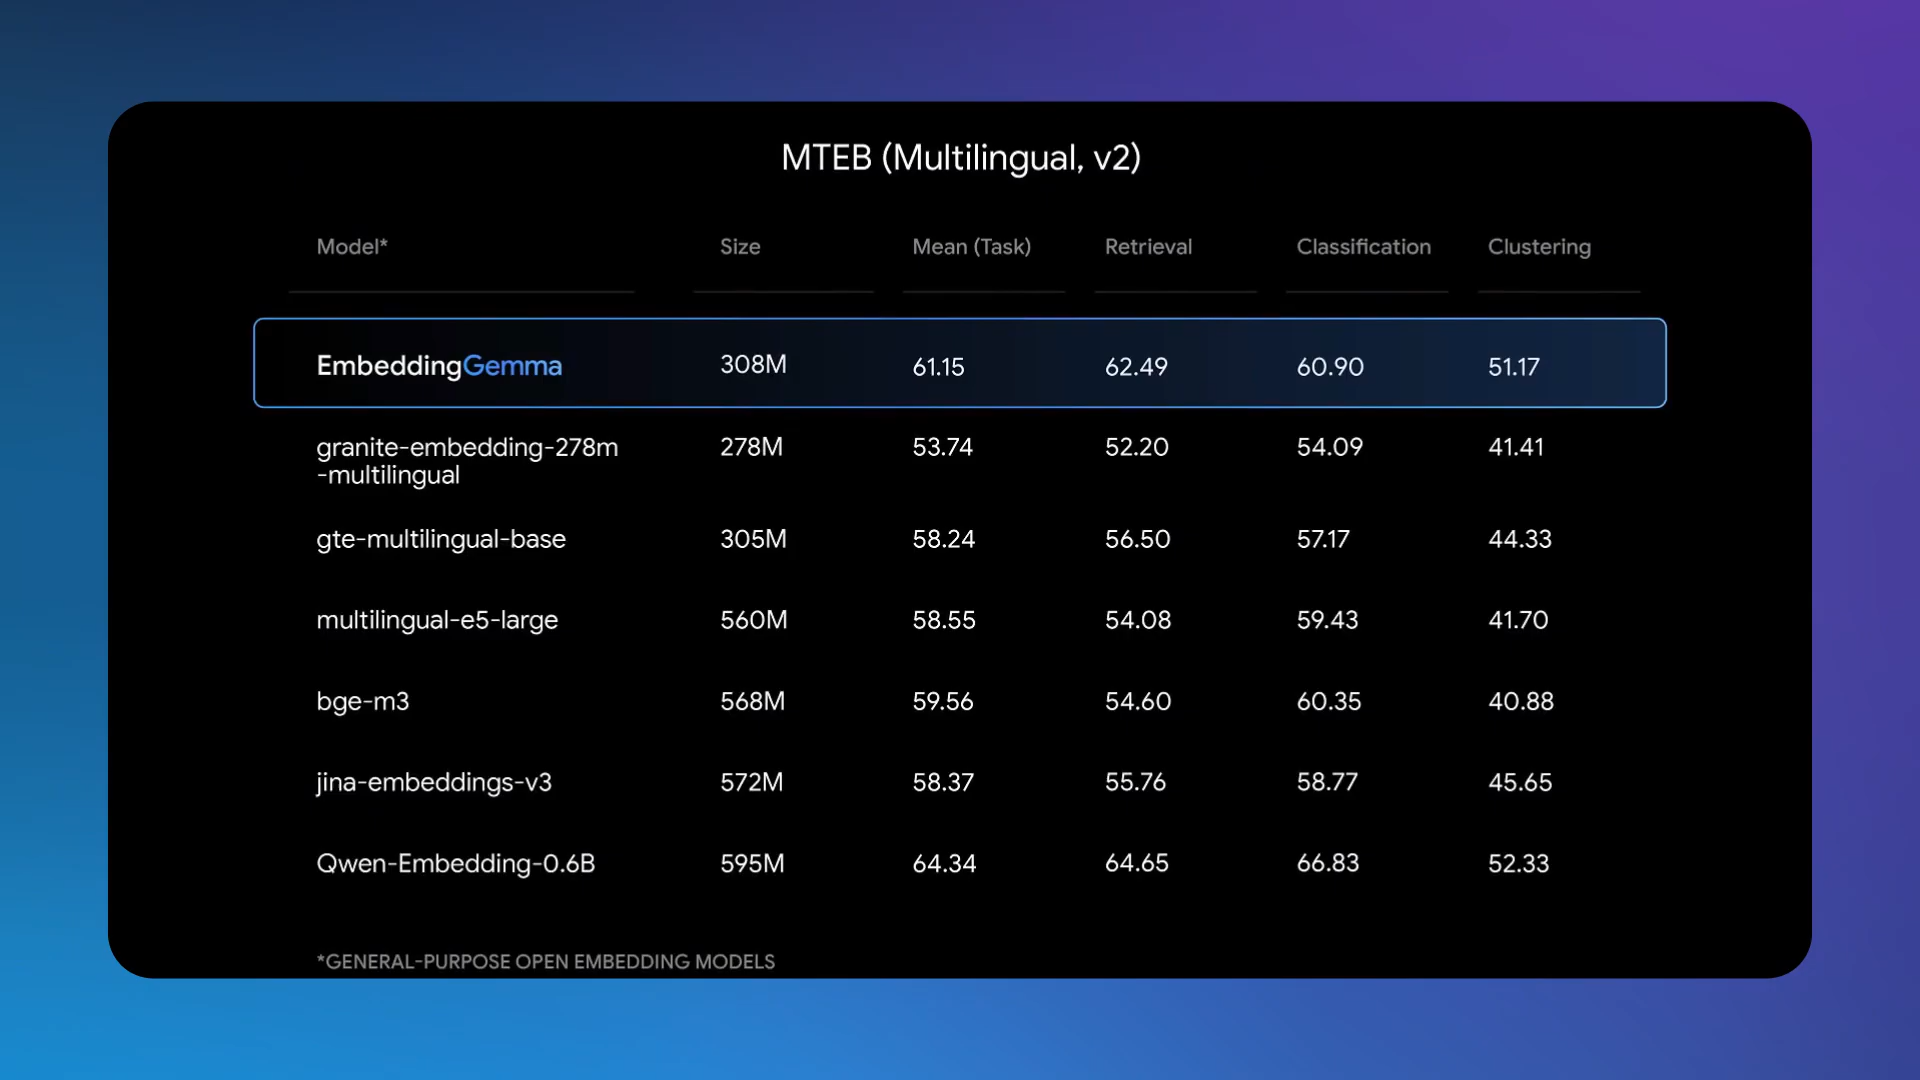 MTEB (Multilingual, v2)
Model* Size Mean (Task) Retrieval Classification Clustering
EmbeddingGemma 308M 61.15 62.49 60.90 51.17
granite-embedding-278m 278M 53.74 52.20 54.09 41.41
-multilingual
gte-multilingual-base 305M 58.24 56.50 57.17 44.33
multilingual-e5-large 560M 58.55 54.08 59.43 41.70
bge-m3 568M 59.56 54.60 60.35 40.88
jina-embeddings-v3 572M 58.37 55.76 58.77 45.65
Qwen-Embedding-0.6B 595M 64.34 64.65 66.83 52.33
*GENERAL-PURPOSE OPEN EMBEDDING MODELS